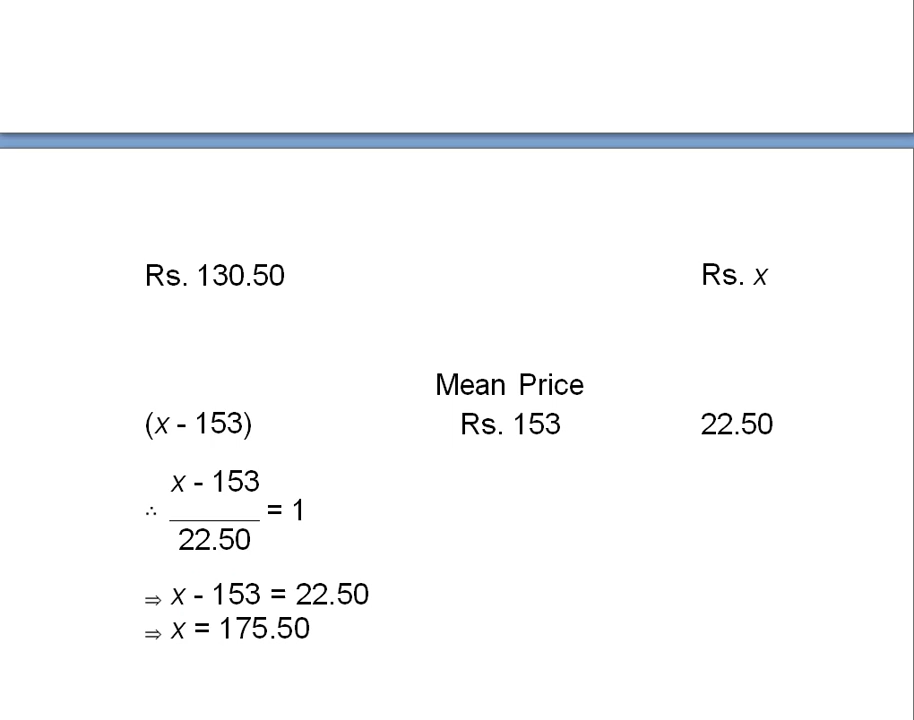 Rs. 130.50 Rs. x
Mean Price
(x - 153) Rs. 153 22.50
x - 153
∴ = 1
22.50
⇒ x - 153 = 22.50
⇒ x = 175.50